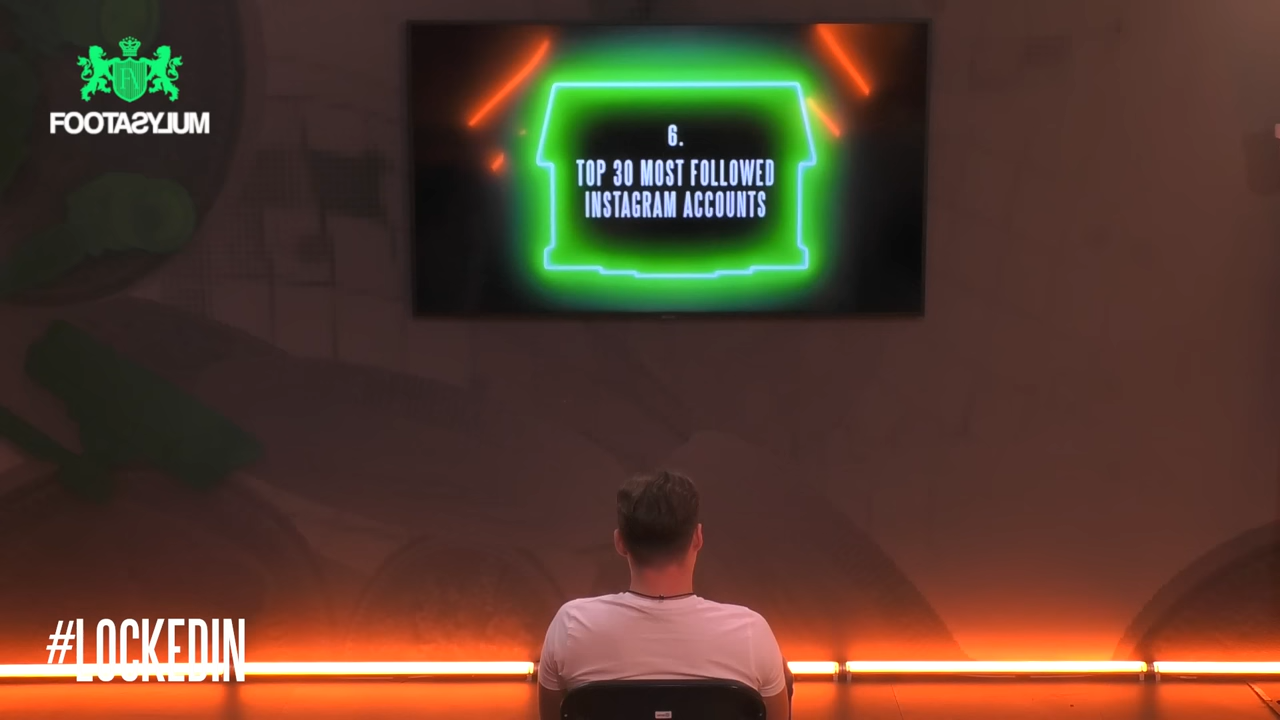 FOOTASYLUM
6.
TOP 30 MOST FOLLOWED
INSTAGRAM ACCOUNTS
#LOCKEDIN